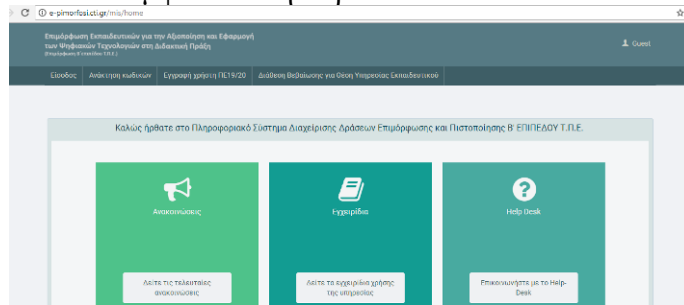 e-pimorfosi.cti.gr/mis/home
Επιμόρφωση Εκπαιδευτικών για την Αξιοποίηση και Εφαρμογή
των Ψηφιακών Τεχνολογιών στη Διδακτική Πράξη
(Επιμόρφωση Β' επιπέδου Τ.Π.Ε.)
Guest
Είσοδος Ανάκτηση κωδικών Εγγραφή χρήστη ΠΕ19/20 Διάθεση Βεβαίωσης για Θέση Υπηρεσίας Εκπαιδευτικού
Καλώς ήρθατε στο Πληροφοριακό Σύστημα Διαχείρισης Δράσεων Επιμόρφωσης και Πιστοποίησης Β' ΕΠΙΠΕΔΟΥ Τ.Π.Ε.
Ανακοινώσεις
Εγχειρίδια
Help Desk
Δείτε τις τελευταίες
ανακοινώσεις
Δείτε τα εγχειρίδια χρήσης
της υπηρεσίας
Επικοινωνήστε με το Help-
Desk